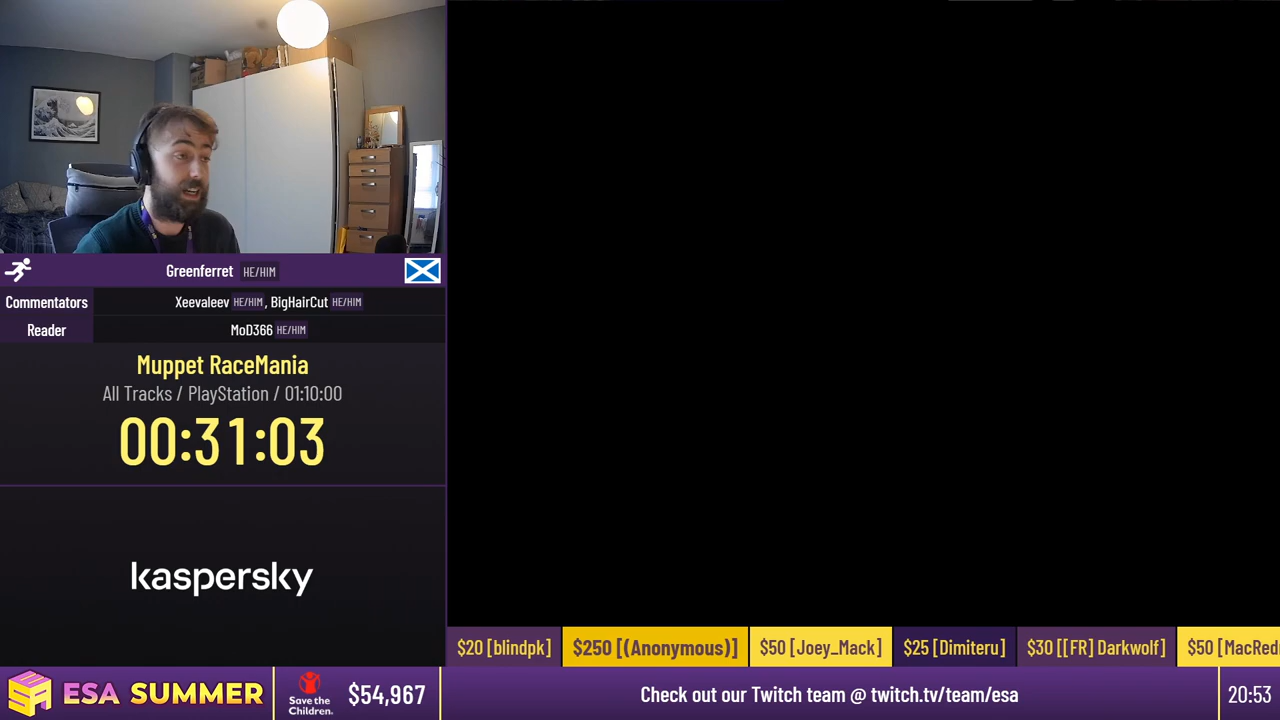 Greenferret HE/HIM
Commentators Xeevaleev HE/HIM, BigHairCut HE/HIM
Reader MoD366 HE/HIM
Muppet RaceMania
All Tracks / PlayStation / 01:10:00
00:31:03
kaspersky
$20 [blindpk] $250 [(Anonymous)] $50 [Joey_Mack] $25 [Dimiteru] $30 [[FR] Darkwolf] $50 [MacRed
ESA SUMMER Save the Children. $54,967 Check out our Twitch team @ twitch.tv/team/esa 20:53